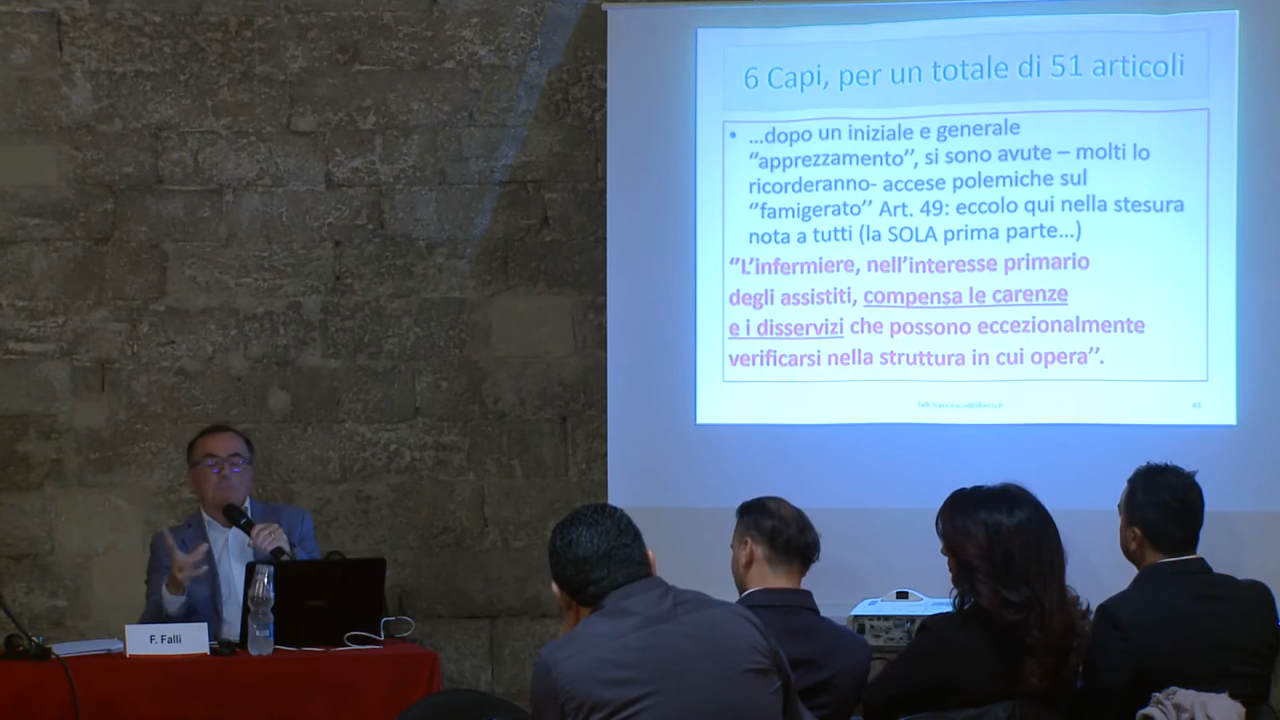 6 Capi, per un totale di 51 articoli
• ...dopo un iniziale e generale
‘‘apprezzamento’’, si sono avute – molti lo
ricorderanno- accese polemiche sul
‘‘famigerato’’ Art. 49: eccolo qui nella stesura
nota a tutti (la SOLA prima parte...)
‘‘L’infermiere, nell’interesse primario
degli assistiti, compensa le carenze
e i disservizi che possono eccezionalmente
verificarsi nella struttura in cui opera’’.
F. Falli